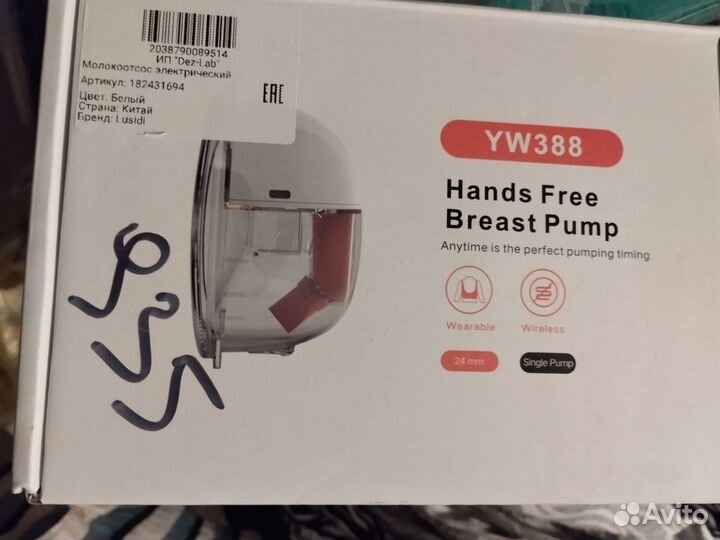 2038790089514
ИП "Dez-Lab"
Молокоотсос электрический
Артикул: 182431694
Цвет: Белый
Страна: Китай
Бренд: Lusidi
EAC
YW388
Hands Free
Breast Pump
Anytime is the perfect pumping timing
Wearable Wireless
24 mm Single Pump
Avito